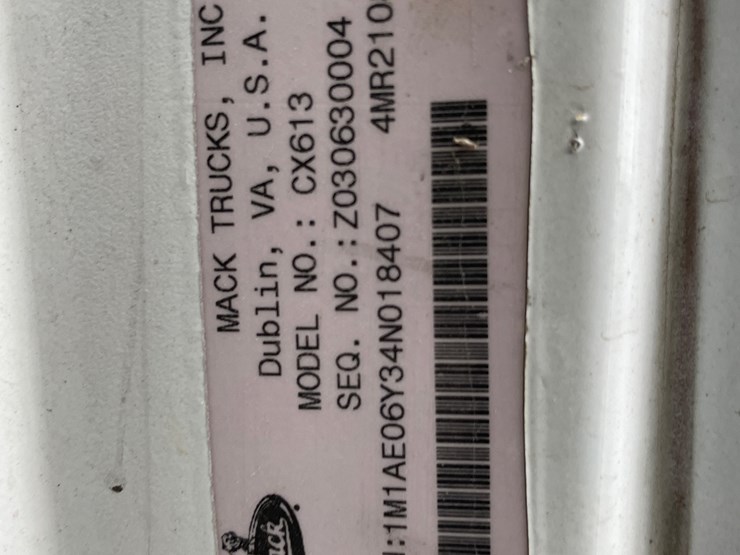 MACK TRUCKS, INC
Dublin, VA, U.S.A.
MODEL NO.: CX613
SEQ. NO.:Z030630004
:1M1AE06Y34N018407 4MR210